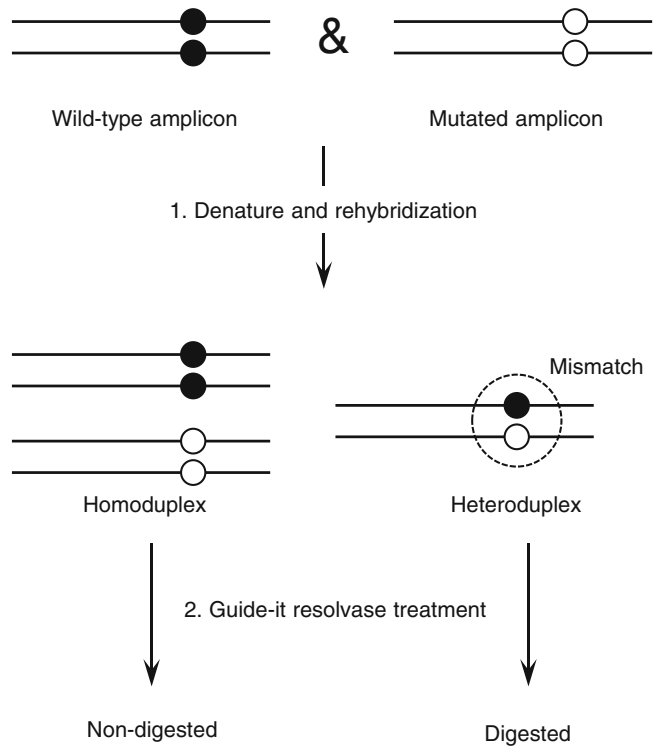 &
Wild-type amplicon
Mutated amplicon
1. Denature and rehybridization
Mismatch
Homoduplex
Heteroduplex
2. Guide-it resolvase treatment
Non-digested
Digested